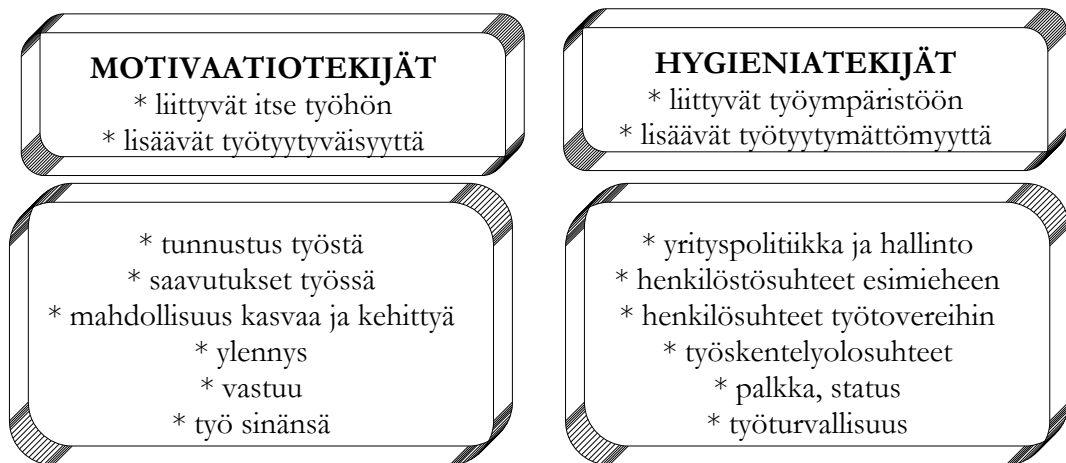 MOTIVAATIOTEKIJÄT
* liittyvät itse työhön
* lisäävät työtyytyväisyyttä
* tunnustus työstä
* saavutukset työssä
* mahdollisuus kasvaa ja kehittyä
* ylennys
* vastuu
* työ sinänsä
HYGIENIATEKIJÄT
* liittyvät työympäristöön
* lisäävät työtyytymättömyyttä
* yrityspolitiikka ja hallinto
* henkilöstösuhteet esimieheen
* henkilösuhteet työtovereihin
* työskentelyolosuhteet
* palkka, status
* työturvallisuus